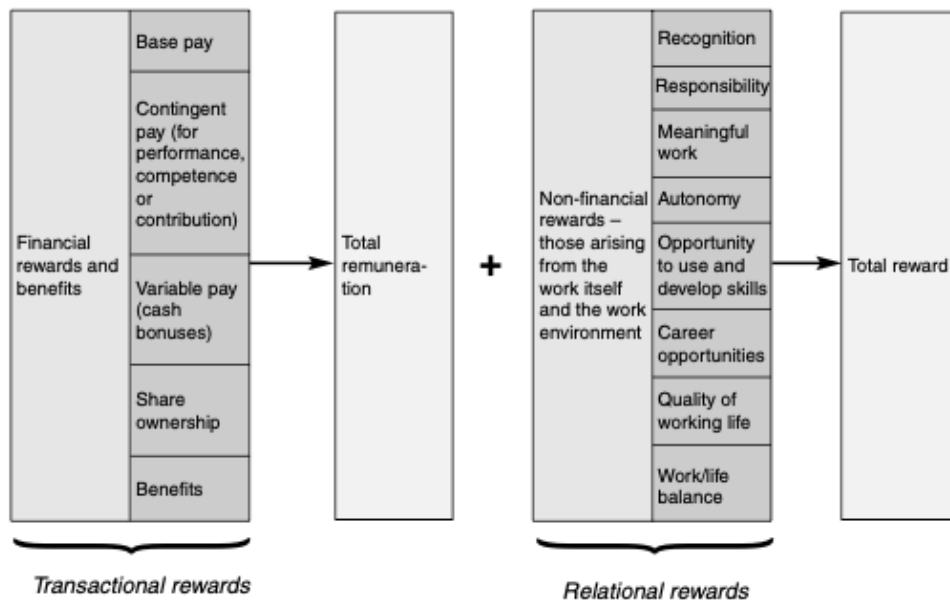 Financial
rewards and
benefits
Base pay
Contingent
pay (for
performance,
competence
or
contribution)
Variable pay
(cash
bonuses)
Share
ownership
Benefits
Transactional rewards
Total
remunera-
tion
+
Non-financial
rewards –
those arising
from the
work itself
and the work
environment
Recognition
Responsibility
Meaningful
work
Autonomy
Opportunity
to use and
develop skills
Career
opportunities
Quality of
working life
Work/life
balance
Relational rewards
Total reward